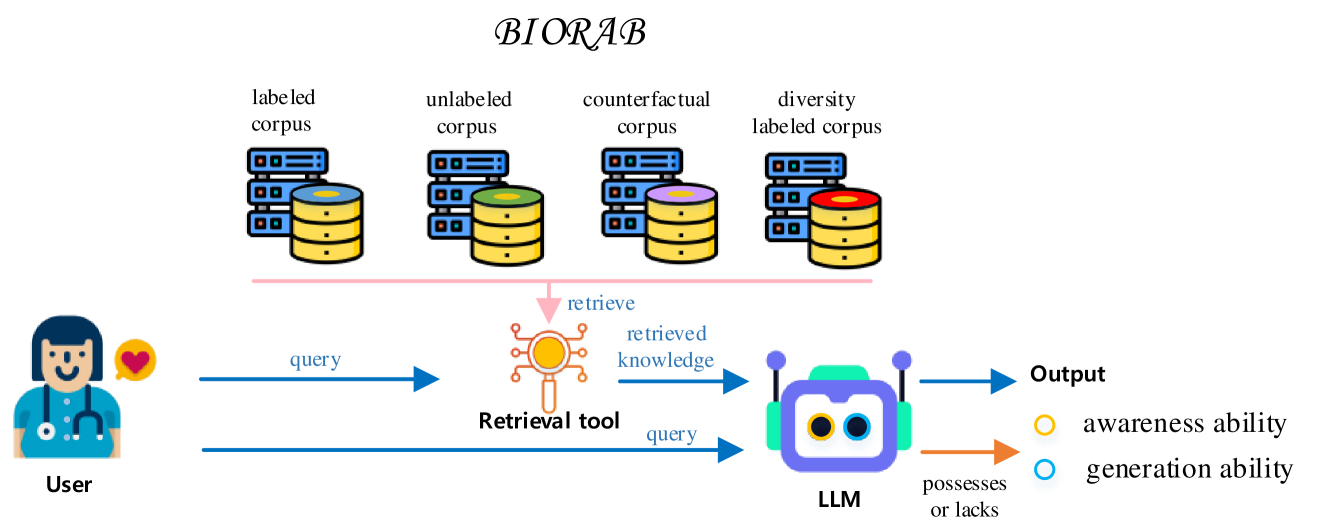 BIORAB
labeled
corpus
unlabeled
corpus
counterfactual
corpus
diversity
labeled corpus
retrieve
query
retrieved
knowledge
Retrieval tool
query
User
LLM
Output
awareness ability
generation ability
possesses
or lacks